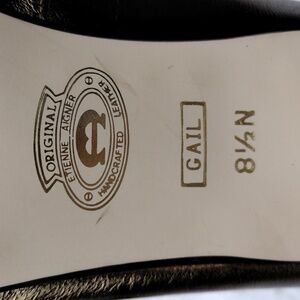 ORIGINAL
ETIENNE AIGNER
HANDCRAFTED LEATHER
GAIL
8½N